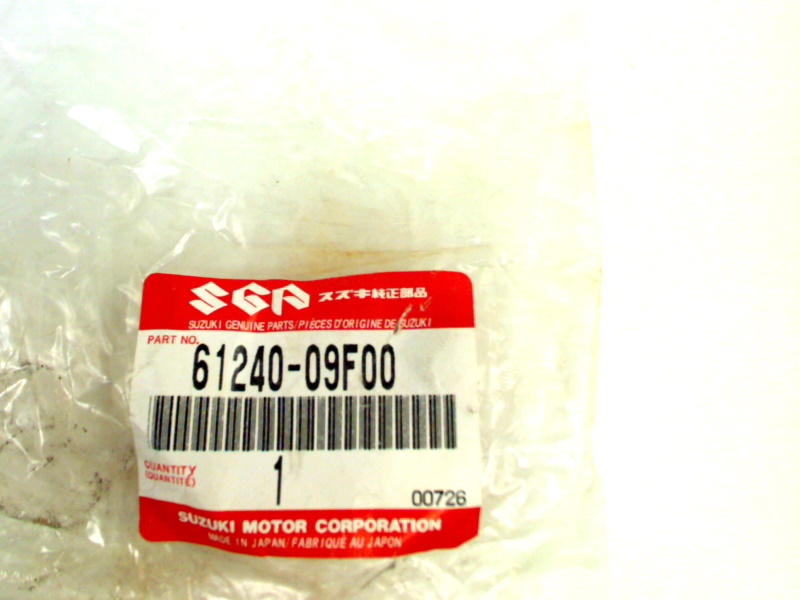 SGP スズキ純正部品
SUZUKI GENUINE PARTS/PIÈCES D'ORIGINE DE SUZUKI
PART NO.
61240-09F00
QUANTITY
(QUANTITÉ)
1
00726
SUZUKI MOTOR CORPORATION
MADE IN JAPAN/FABRIQUE AU JAPON